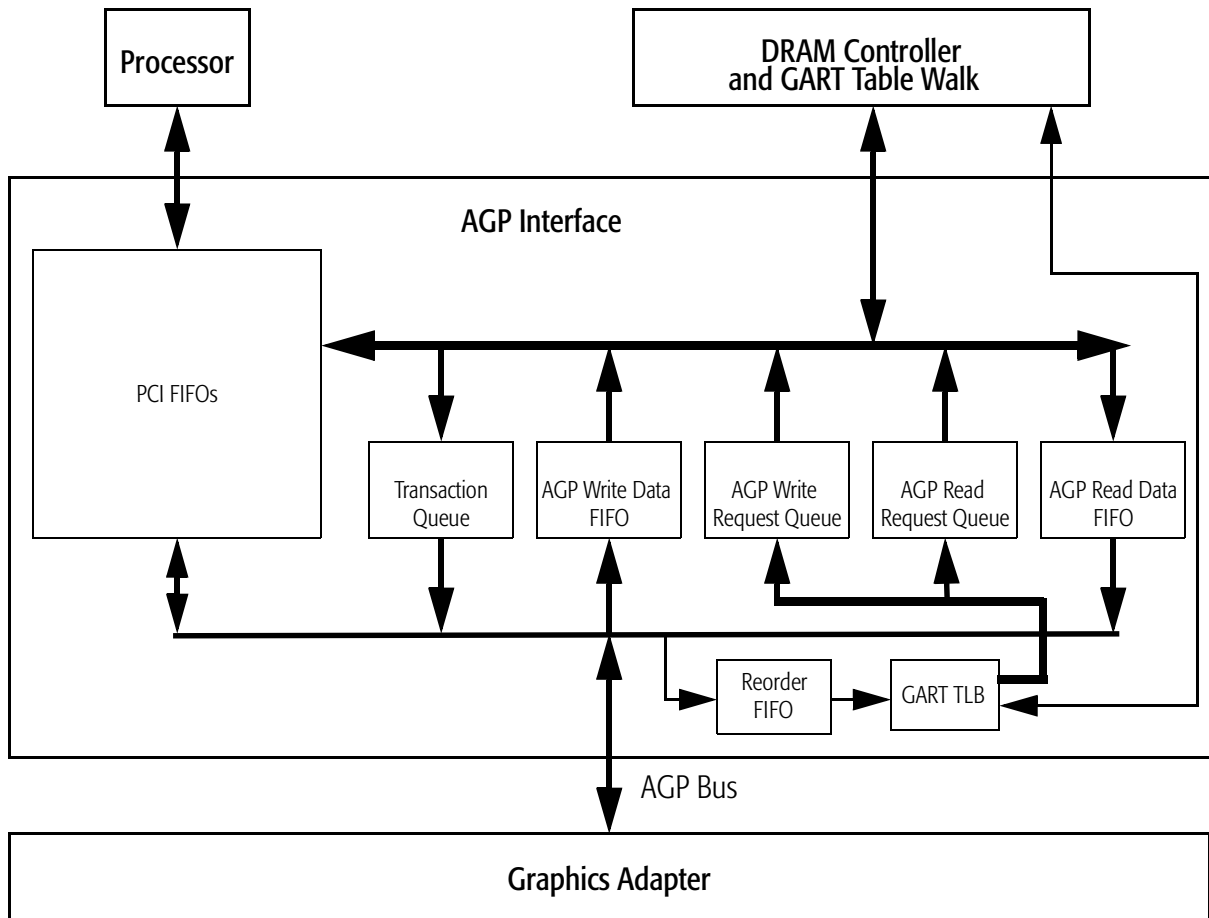 Processor
DRAM Controller
and GART Table Walk
AGP Interface
PCI FIFOs
Transaction
Queue
AGP Write Data
FIFO
AGP Write
Request Queue
AGP Read
Request Queue
AGP Read Data
FIFO
Reorder
FIFO
GART TLB
AGP Bus
Graphics Adapter